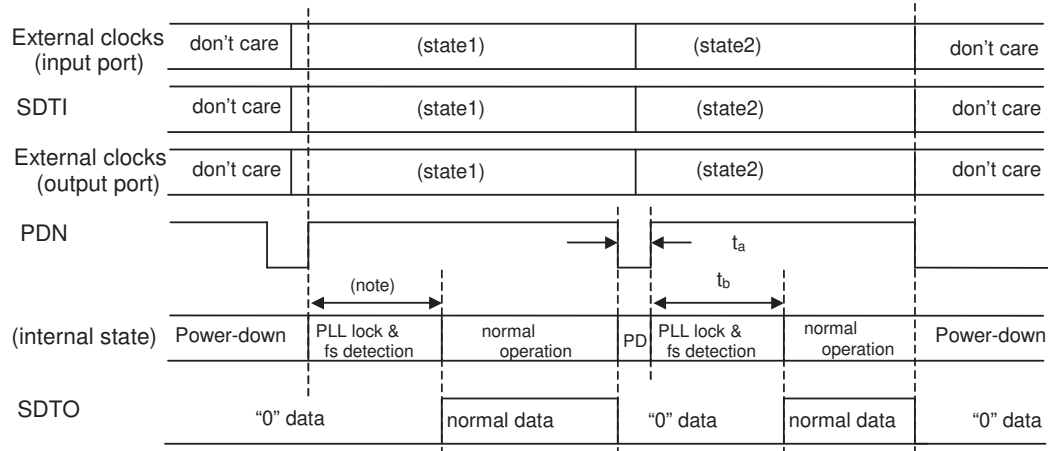 External clocks
(input port)
don't care
(state1)
(state2)
don't care
SDTI
don't care
(state1)
(state2)
don't care
External clocks
(output port)
don't care
(state1)
(state2)
don't care
PDN
ta
(note)
tb
(internal state)
Power-down
PLL lock &
fs detection
normal
operation
PD
PLL lock &
fs detection
normal
operation
Power-down
SDTO
“0” data
normal data
“0” data
normal data
“0” data